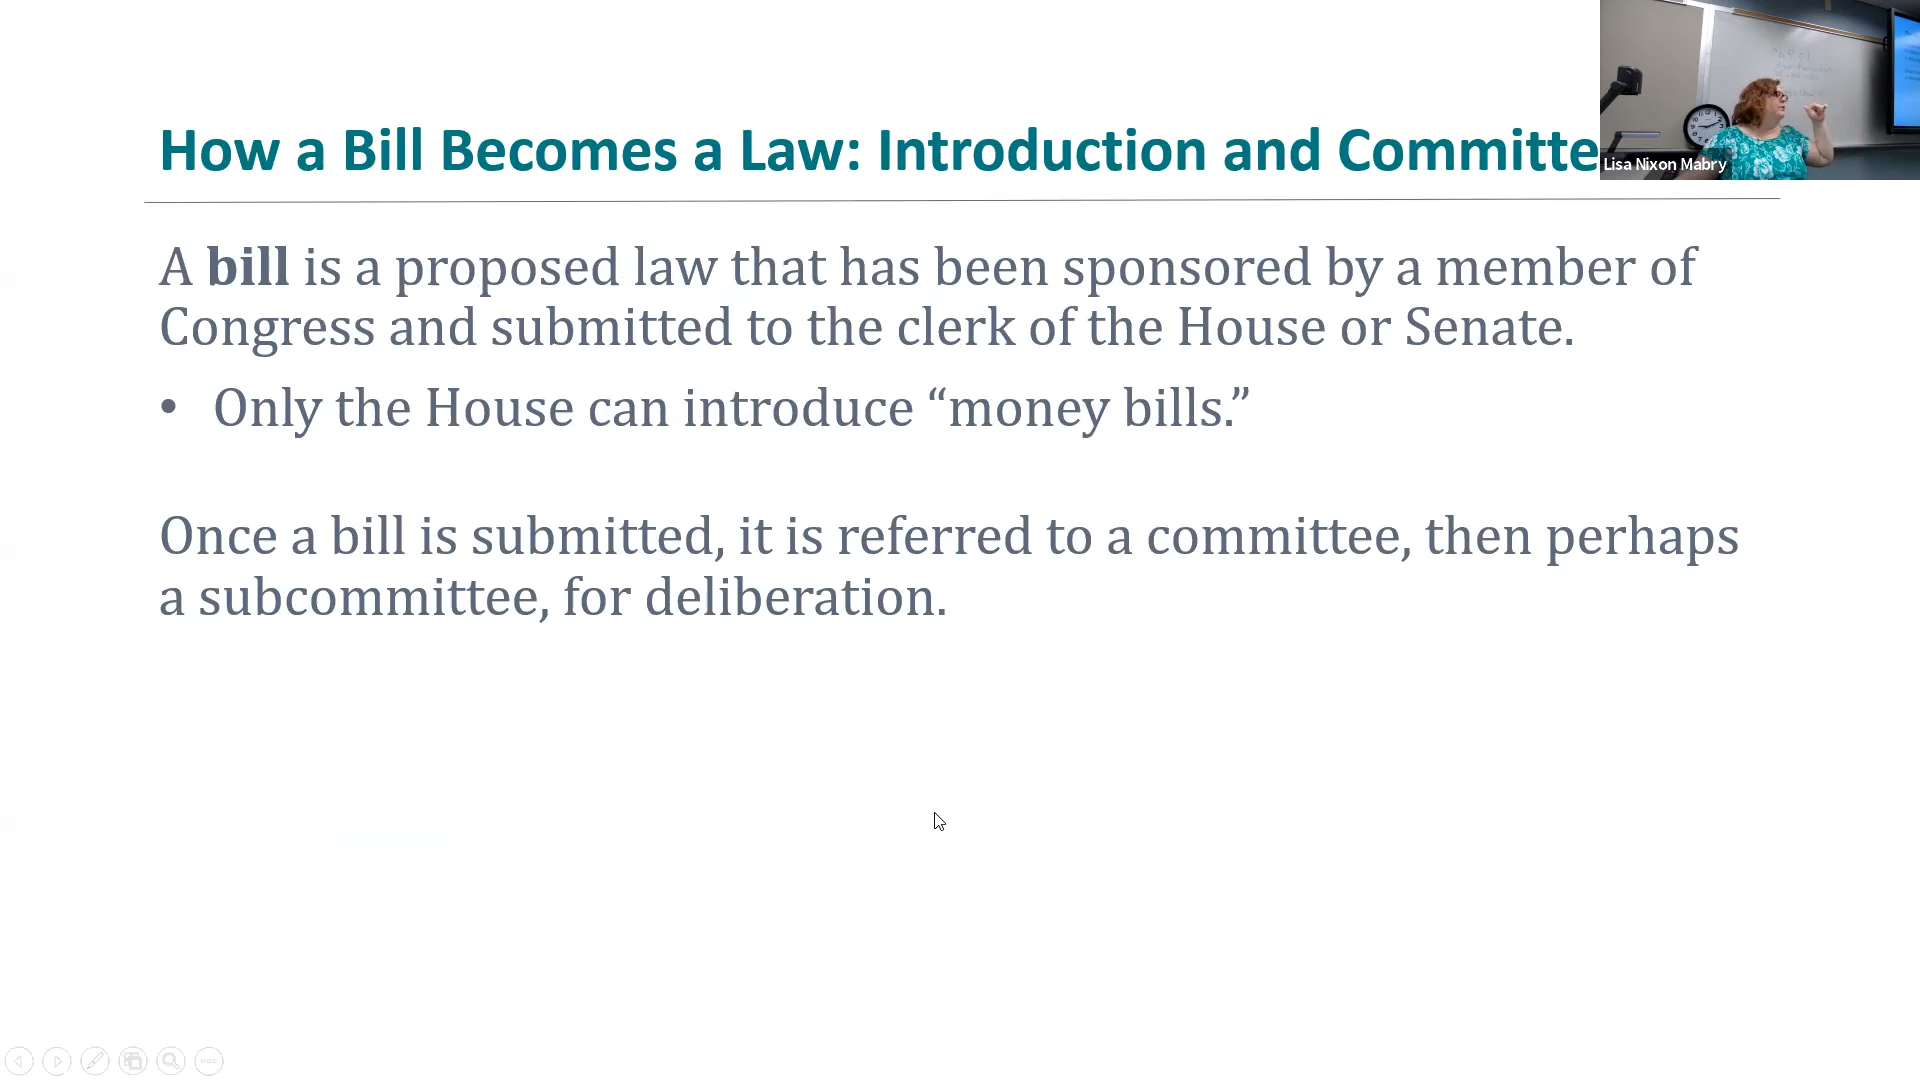 How a Bill Becomes a Law: Introduction and Committe
Lisa Nixon Mabry
A bill is a proposed law that has been sponsored by a member of
Congress and submitted to the clerk of the House or Senate.
• Only the House can introduce “money bills.”
Once a bill is submitted, it is referred to a committee, then perhaps
a subcommittee, for deliberation.